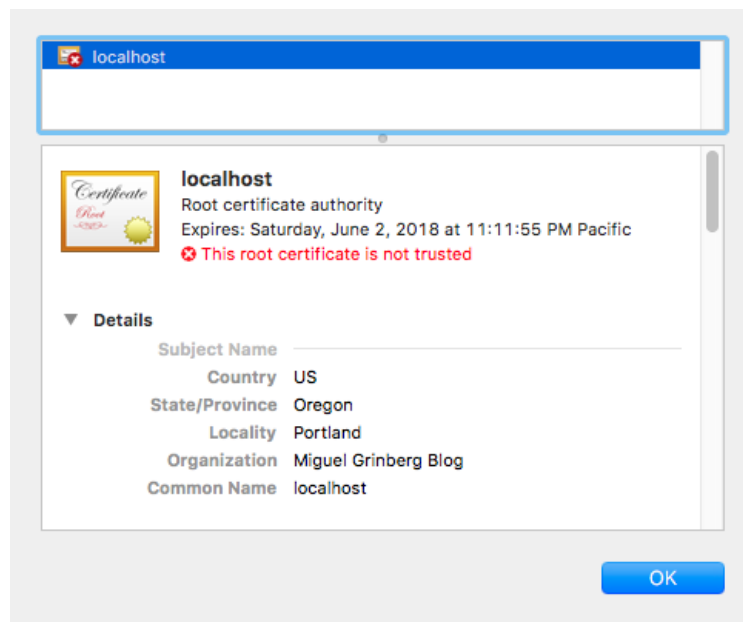 localhost
Certificate
Root
localhost
Root certificate authority
Expires: Saturday, June 2, 2018 at 11:11:55 PM Pacific
This root certificate is not trusted
Details
Subject Name
Country US
State/Province Oregon
Locality Portland
Organization Miguel Grinberg Blog
Common Name localhost
OK